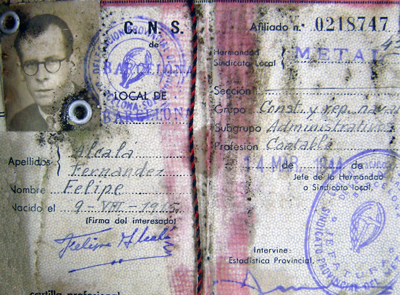 C. N. S.
de
BARCELONA
LOCAL DE
BARCELONA
Apellidos
Alcala
Fernandez
Nombre Felipe
Nacido el 9-VIII-1915
(Firma del interesado)
Felipe Alcala
Afiliado n.º 0218747
Hermandad
Sindicato Local
METAL
Sección
Grupo Const. y rep. naval
Subgrupo Administrativos
Profesión Contable
14 MAR. 1944
de de
Jefe de la Hermandad
o Sindicato local,
Intervine:
Estadística Provincial,